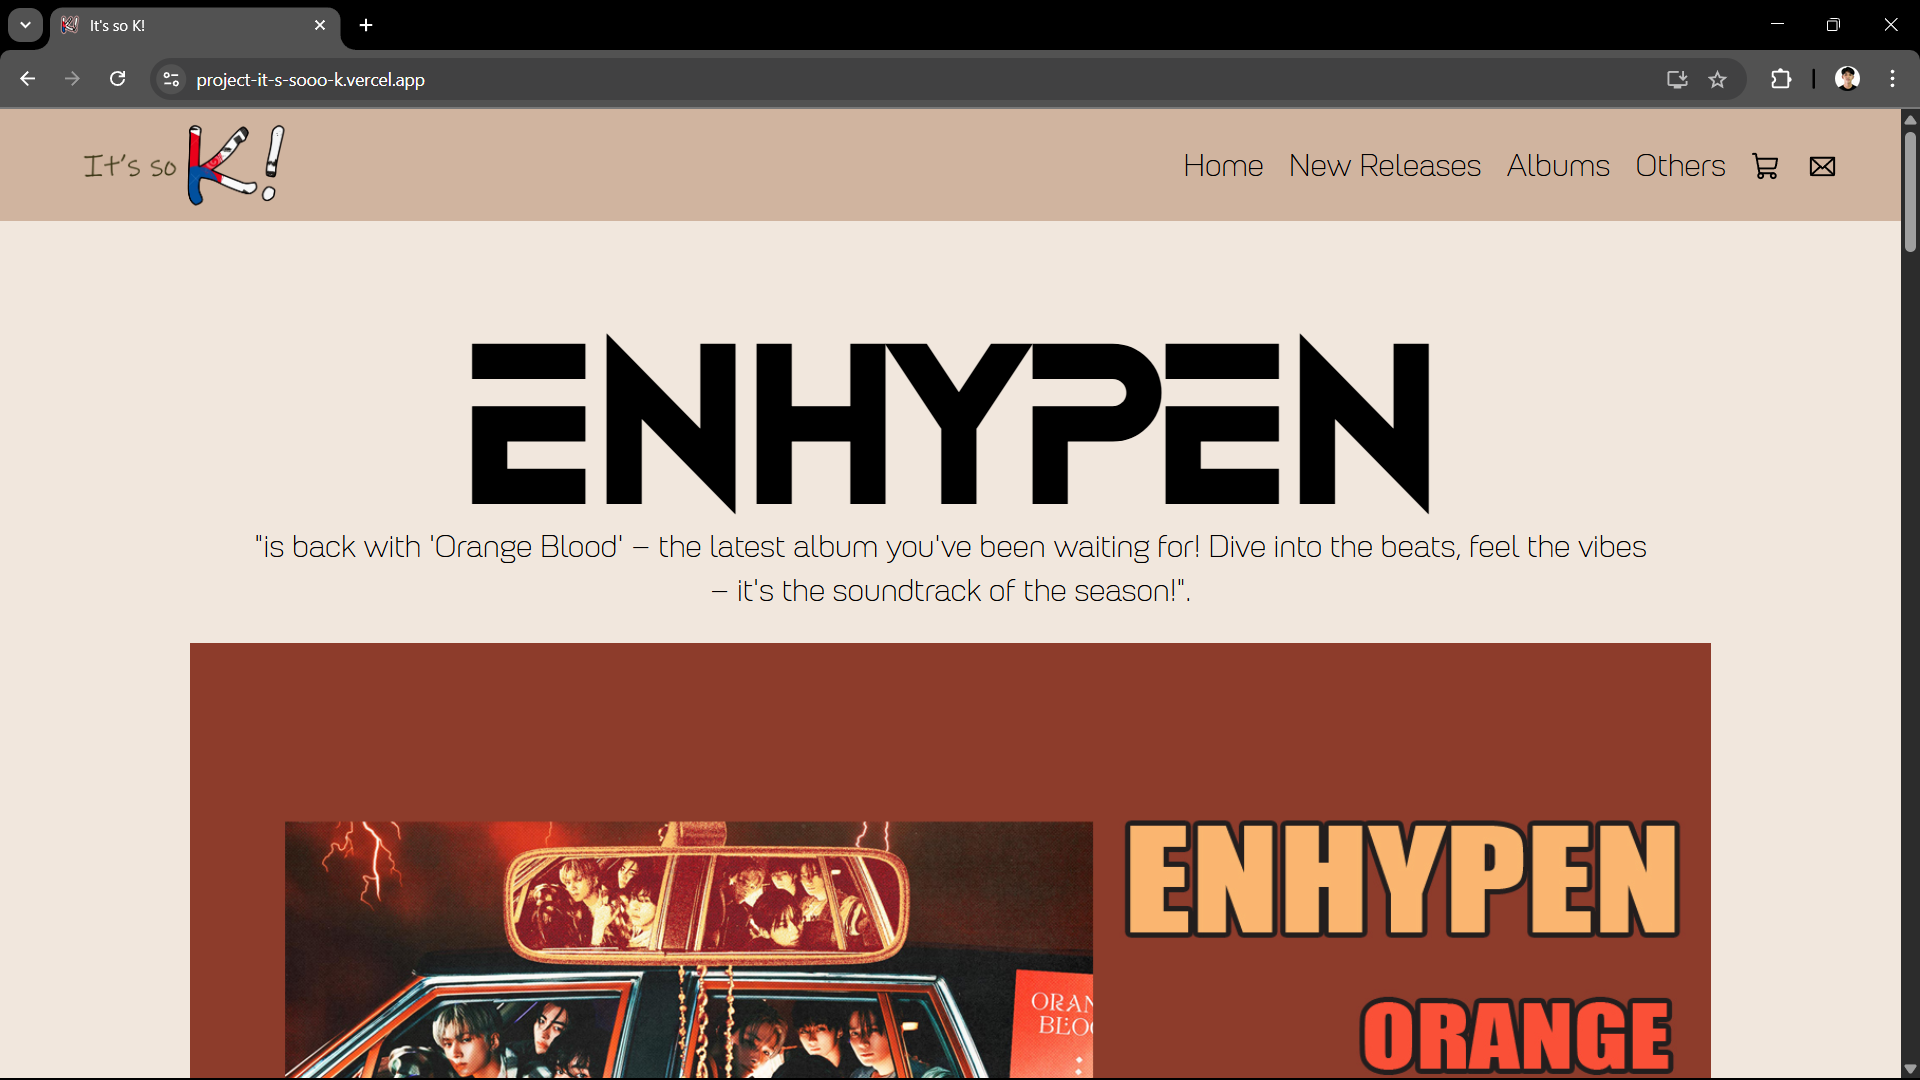 It's so K!
project-it-s-sooo-k.vercel.app
It's so K!
Home New Releases Albums Others
ENHYPEN
"is back with 'Orange Blood' – the latest album you've been waiting for! Dive into the beats, feel the vibes
– it's the soundtrack of the season!".
ENHYPEN
ORANGE